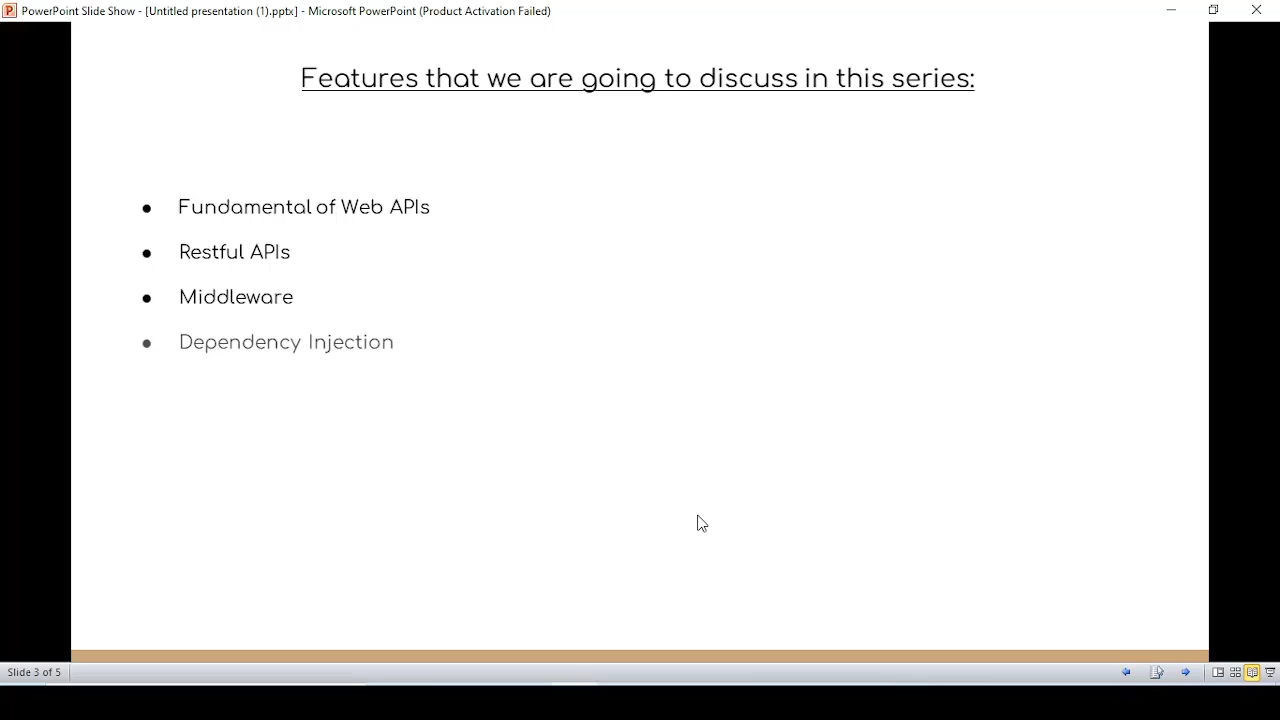 PowerPoint Slide Show - [Untitled presentation (1).pptx] - Microsoft PowerPoint (Product Activation Failed)
Features that we are going to discuss in this series:
● Fundamental of Web APIs
● Restful APIs
● Middleware
● Dependency Injection
Slide 3 of 5